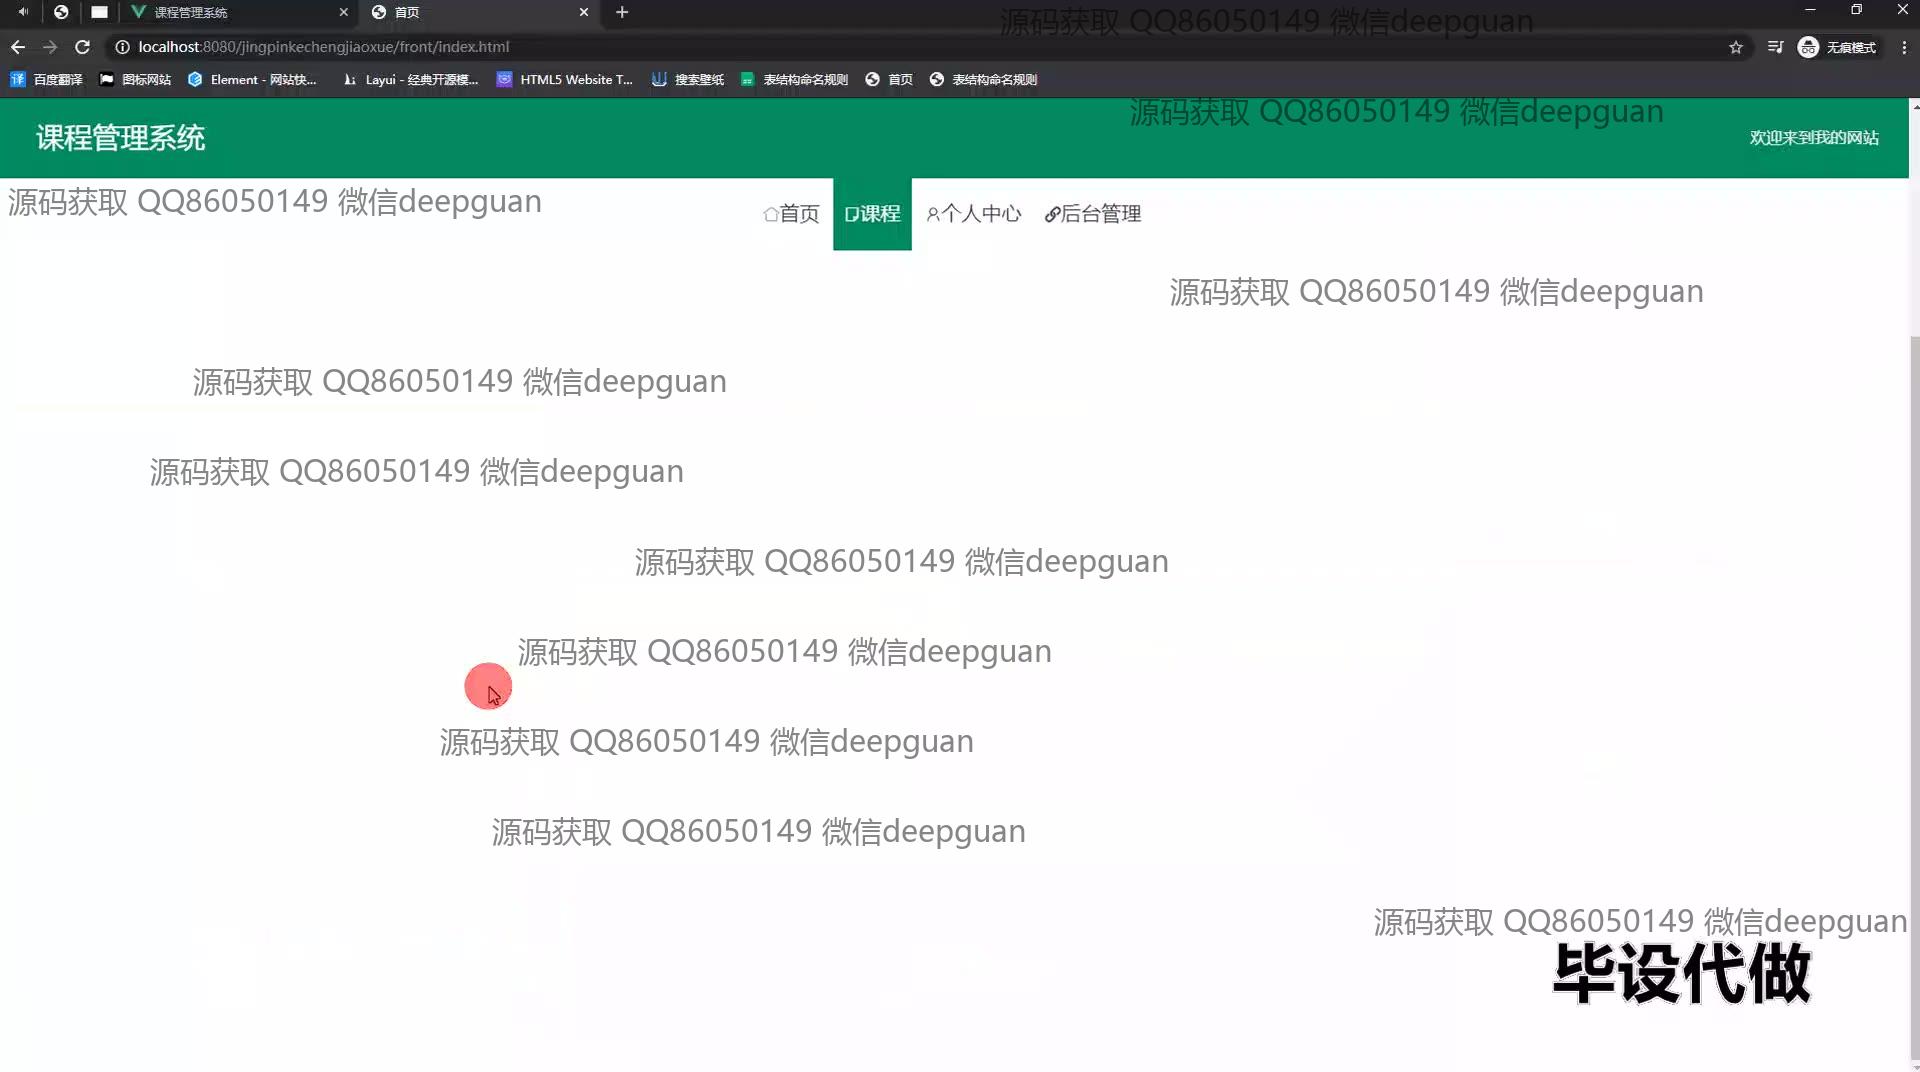 课程管理系统
首页
源码获取 QQ86050149 微信deepguan
localhost:8080/jingpinkechengjiaoxue/front/index.html
无痕模式
百度翻译
图标网站
Element - 网站快...
Layui - 经典开源模...
HTML5 Website T...
搜索壁纸
表结构命名规则
首页
表结构命名规则
源码获取 QQ86050149 微信deepguan
课程管理系统
欢迎来到我的网站
源码获取 QQ86050149 微信deepguan
首页
课程
个人中心
后台管理
源码获取 QQ86050149 微信deepguan
源码获取 QQ86050149 微信deepguan
源码获取 QQ86050149 微信deepguan
源码获取 QQ86050149 微信deepguan
源码获取 QQ86050149 微信deepguan
源码获取 QQ86050149 微信deepguan
源码获取 QQ86050149 微信deepguan
源码获取 QQ86050149 微信deepguan
毕设代做